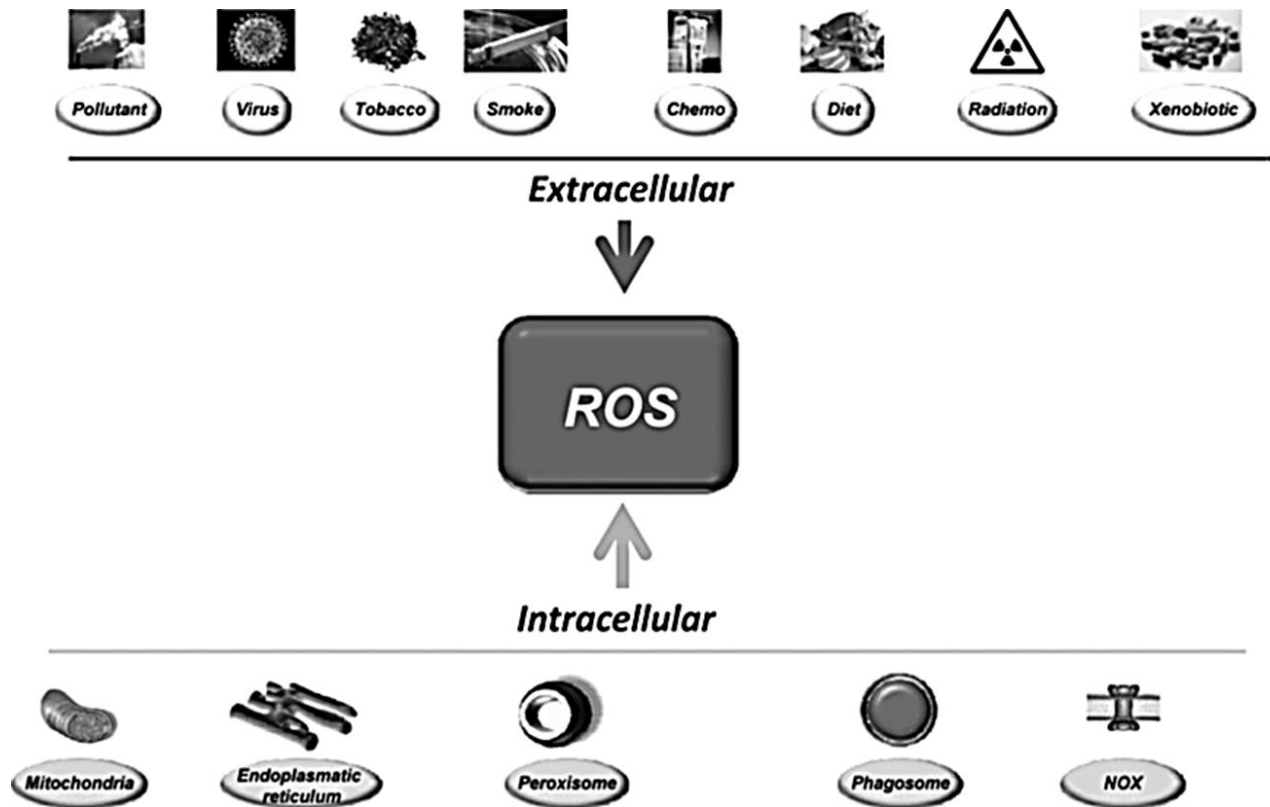 Pollutant
Virus
Tobacco
Smoke
Chemo
Diet
Radiation
Xenobiotic
Extracellular
ROS
Intracellular
Mitochondria
Endoplasmatic
reticulum
Peroxisome
Phagosome
NOX